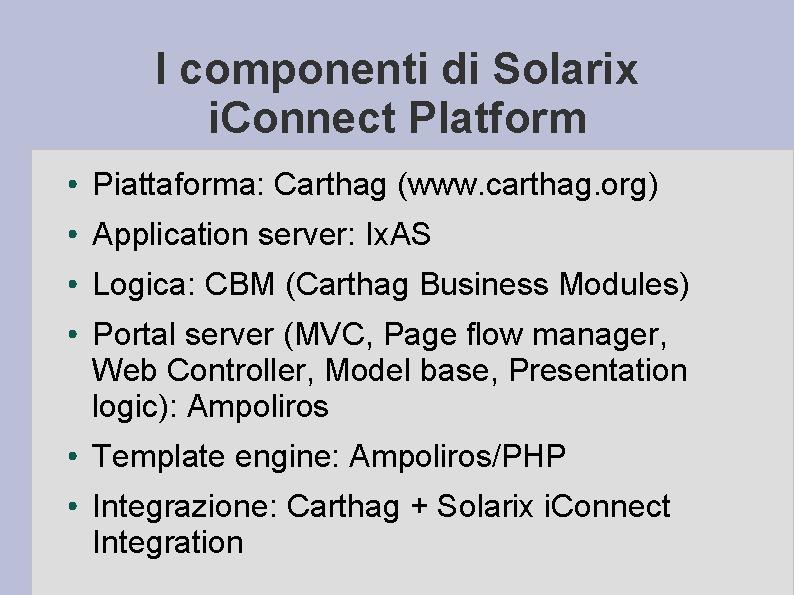 I componenti di Solarix
iConnect Platform
• Piattaforma: Carthag (www.carthag.org)
• Application server: IxAS
• Logica: CBM (Carthag Business Modules)
• Portal server (MVC, Page flow manager,
Web Controller, Model base, Presentation
logic): Ampoliros
• Template engine: Ampoliros/PHP
• Integrazione: Carthag + Solarix iConnect
Integration